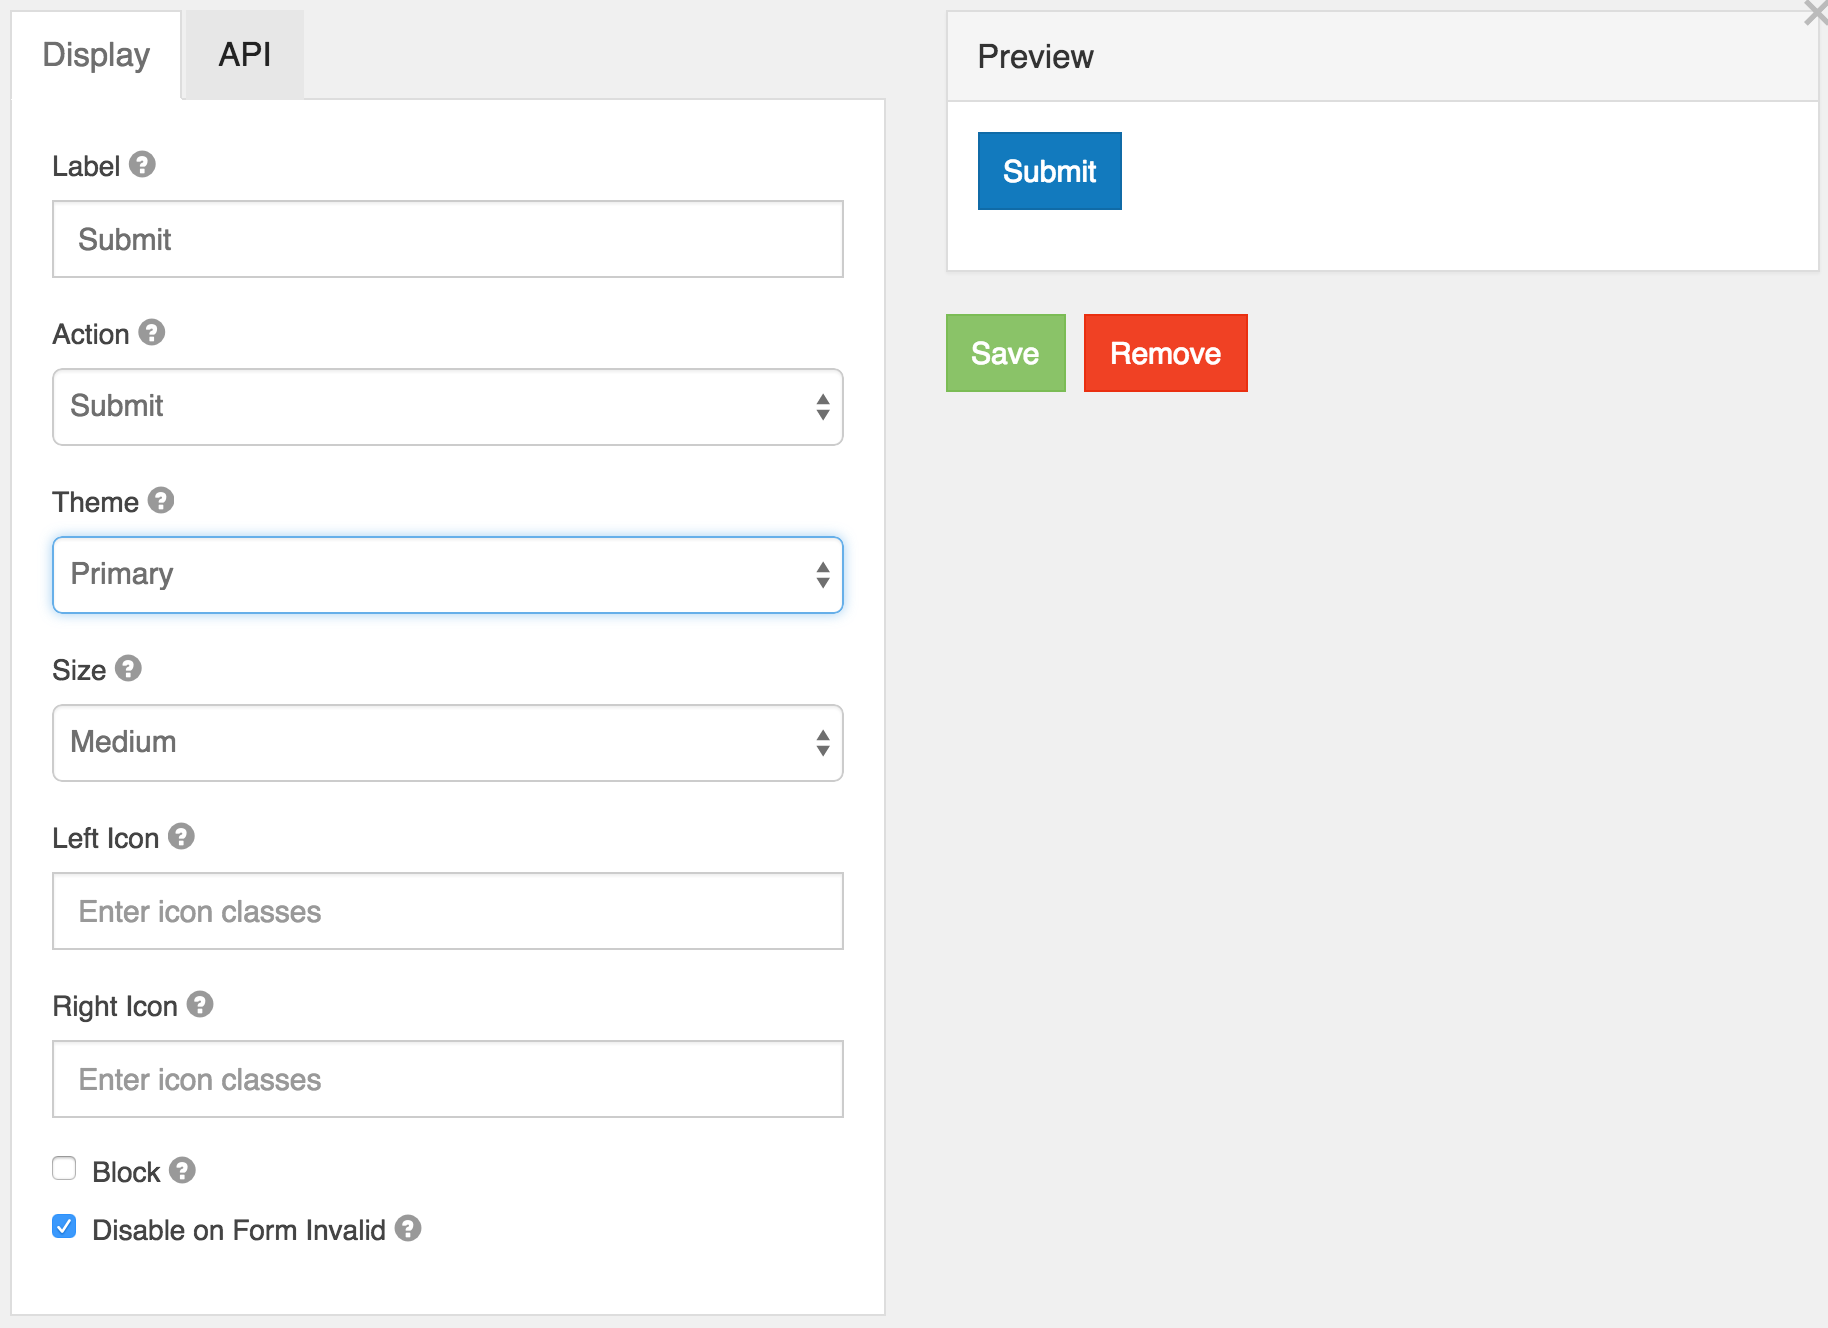 Display API
Label
Submit
Action
Submit
Theme
Primary
Size
Medium
Left Icon
Enter icon classes
Right Icon
Enter icon classes
Block
Disable on Form Invalid
Preview
Submit
Save Remove